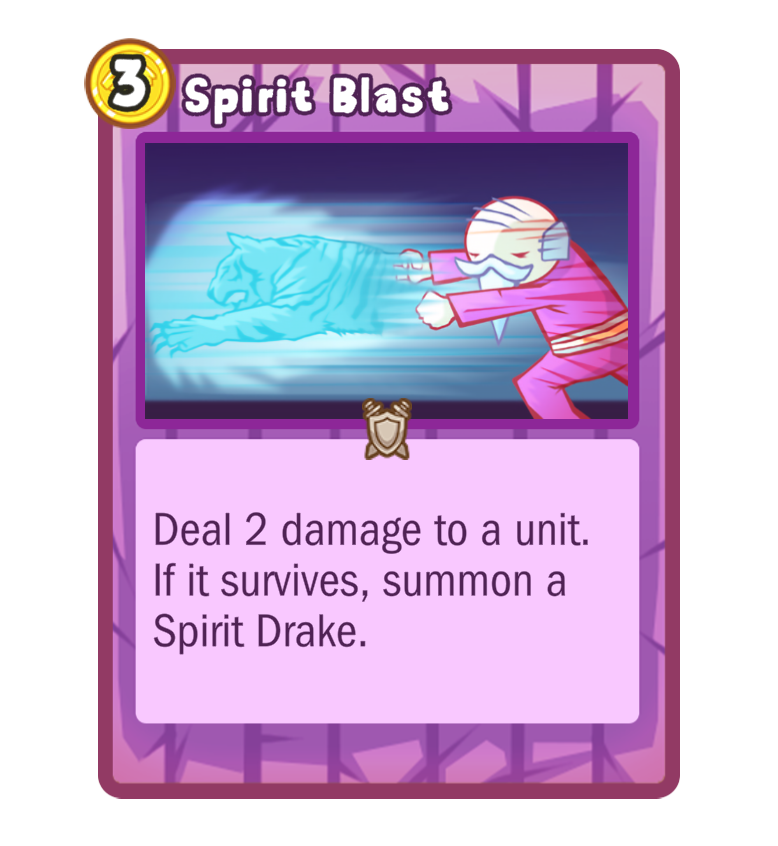 3
Spirit Blast
Deal 2 damage to a unit.
If it survives, summon a
Spirit Drake.